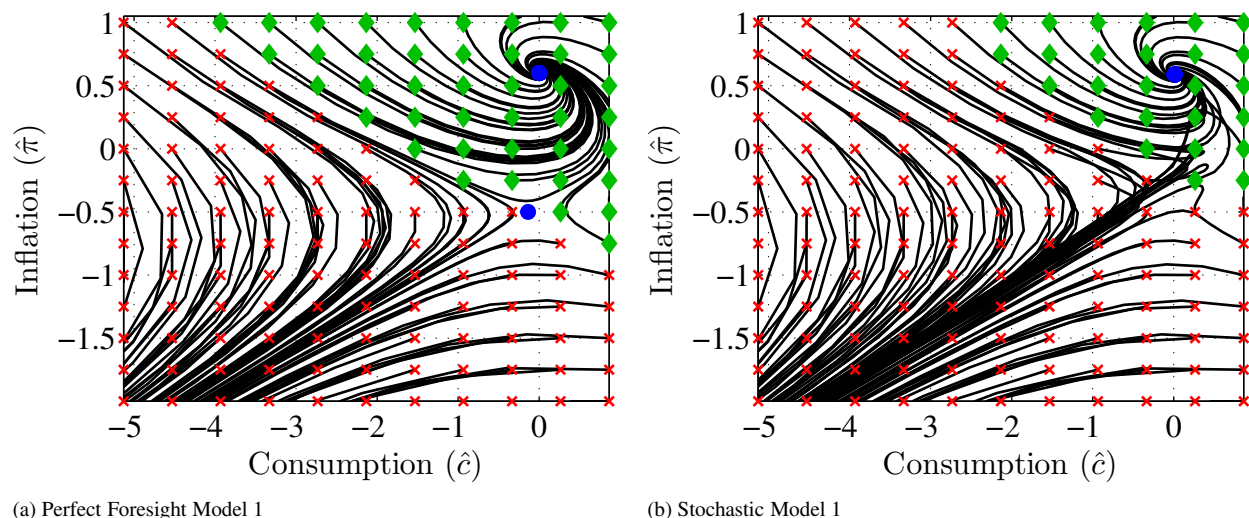 1
0.5
0
−0.5
−1
−1.5
Inflation (π̂)
−5 −4 −3 −2 −1 0
Consumption (ĉ)
(a) Perfect Foresight Model 1
1
0.5
0
−0.5
−1
−1.5
Inflation (π̂)
−5 −4 −3 −2 −1 0
Consumption (ĉ)
(b) Stochastic Model 1